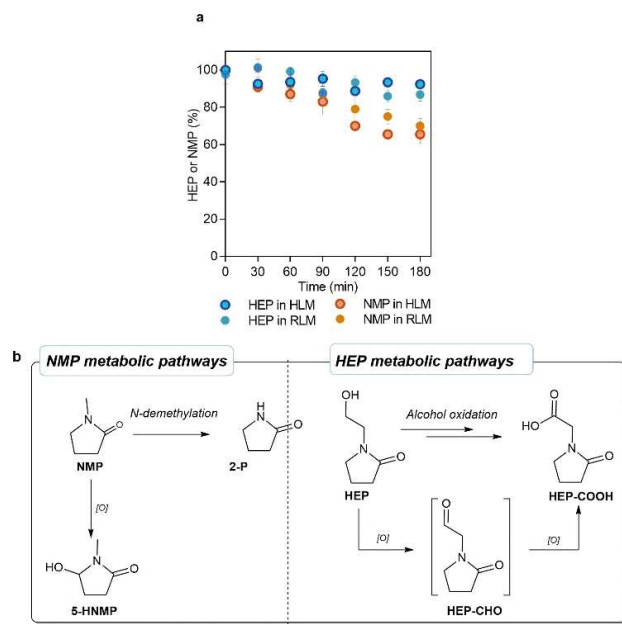 a
HEP or NMP (%)
100
80
60
40
20
0
0 30 60 90 120 150 180
Time (min)
HEP in HLM NMP in HLM
HEP in RLM NMP in RLM
b
NMP metabolic pathways HEP metabolic pathways
N
O
NMP
N-demethylation
H
N
O
2-P
[O]
HO
N
O
5-HNMP
OH
N
O
HEP
Alcohol oxidation
O
HO
N
O
HEP-COOH
[O]
O
N
O
HEP-CHO
[O]